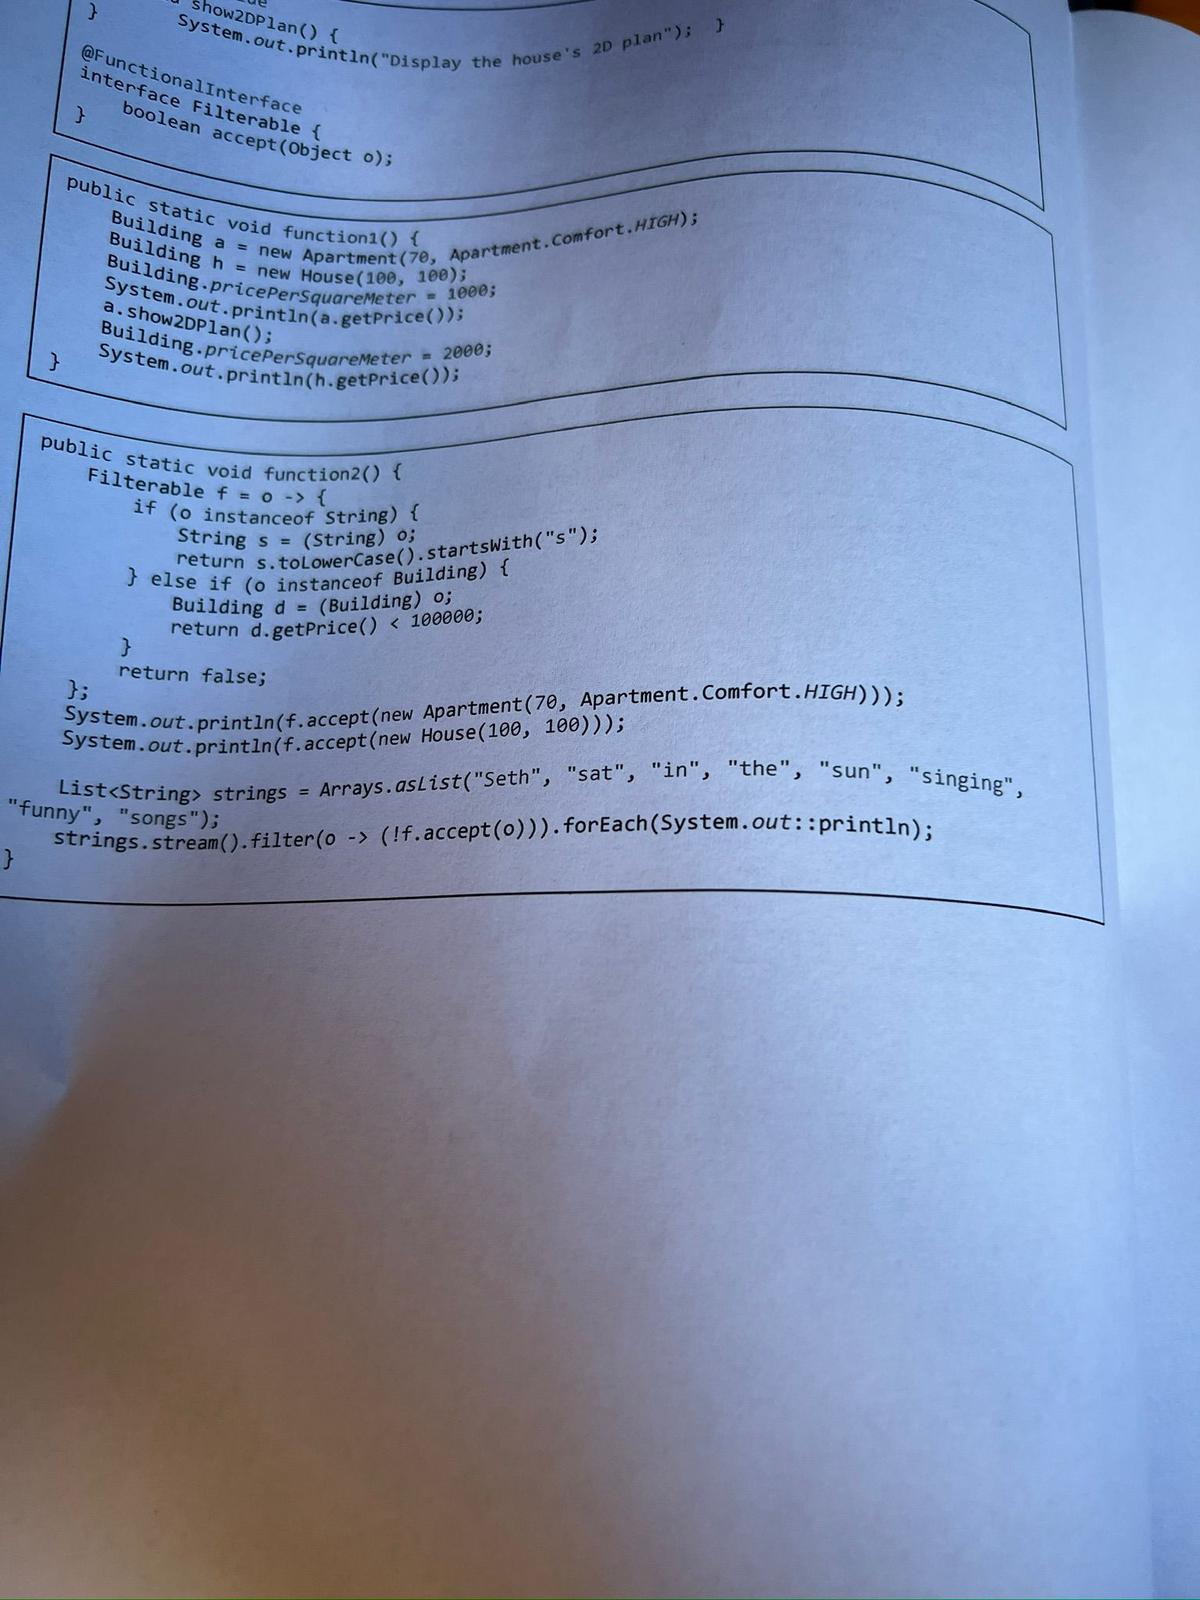 show2DPlan() {
System.out.println("Display the house's 2D plan"); }
}
@FunctionalInterface
interface Filterable {
boolean accept(Object o);
}
public static void function1() {
Building a = new Apartment(70, Apartment.Comfort.HIGH);
Building h = new House(100, 100);
Building.pricePerSquareMeter = 1000;
System.out.println(a.getPrice());
a.show2DPlan();
Building.pricePerSquareMeter = 2000;
System.out.println(h.getPrice());
}
public static void function2() {
Filterable f = o -> {
if (o instanceof String) {
String s = (String) o;
return s.toLowerCase().startsWith("s");
} else if (o instanceof Building) {
Building d = (Building) o;
return d.getPrice() < 100000;
}
return false;
};
System.out.println(f.accept(new Apartment(70, Apartment.Comfort.HIGH)));
System.out.println(f.accept(new House(100, 100)));
List<String> strings = Arrays.asList("Seth", "sat", "in", "the", "sun", "singing",
"funny", "songs");
strings.stream().filter(o -> (!f.accept(o))).forEach(System.out::println);
}